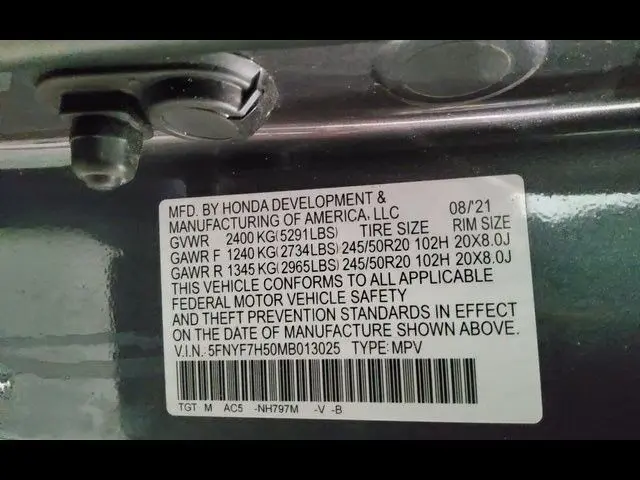 MFD. BY HONDA DEVELOPMENT &
MANUFACTURING OF AMERICA, LLC 08/'21
GVWR 2400 KG(5291LBS) TIRE SIZE RIM SIZE
GAWR F 1240 KG(2734LBS) 245/50R20 102H 20X8.0J
GAWR R 1345 KG(2965LBS) 245/50R20 102H 20X8.0J
THIS VEHICLE CONFORMS TO ALL APPLICABLE
FEDERAL MOTOR VEHICLE SAFETY
AND THEFT PREVENTION STANDARDS IN EFFECT
ON THE DATE OF MANUFACTURE SHOWN ABOVE.
V.I.N.: 5FNYF7H50MB013025 TYPE: MPV
TGT M AC5 -NH797M -V -B